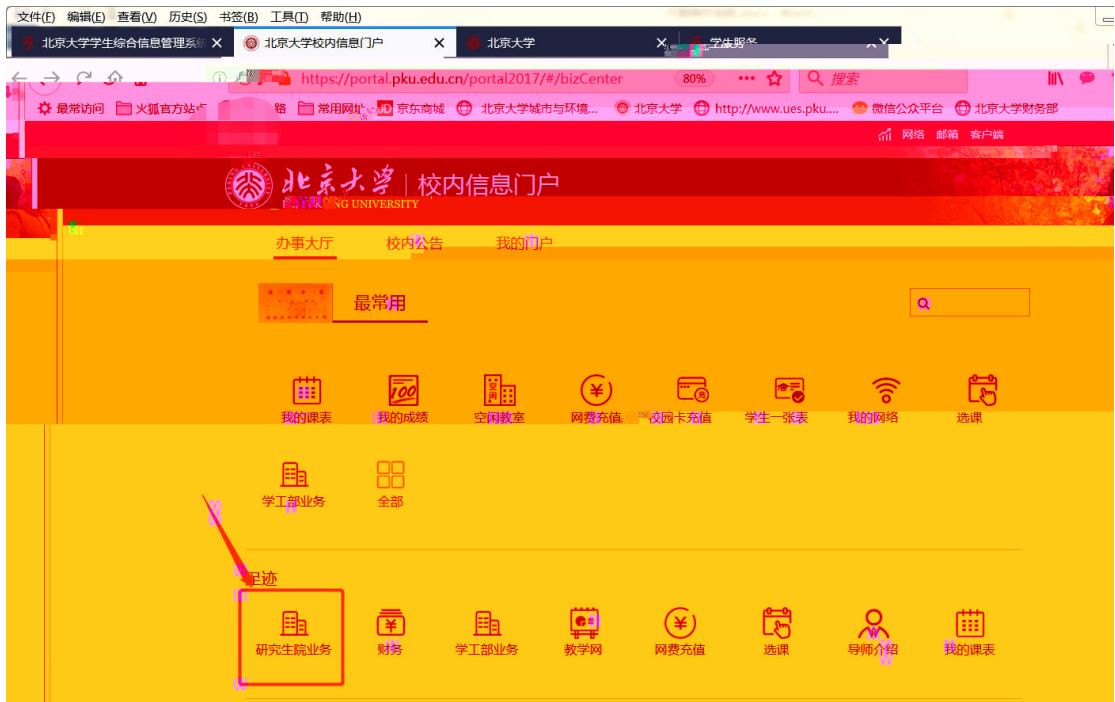 文件(F) 编辑(E) 查看(V) 历史(S) 书签(B) 工具(T) 帮助(H)
北京大学学生综合信息管理系统 北京大学校内信息门户 北京大学 学生服务
https://portal.pku.edu.cn/portal2017/#/bizCenter 80% 搜索
最常访问 火狐官方站点 常用网址 JD 京东商城 北京大学城市与环境... 北京大学 http://www.ues.pku.... 微信公众平台 北京大学财务部
网络 邮箱 客户端
北京大学 校内信息门户
UNIVERSITY
办事大厅 校内公告 我的门户
最常用
我的课表 我的成绩 空闲教室 网费充值 校园卡充值 学生一张表 我的网络 选课
学工部业务 全部
足迹
研究生院业务 财务 学工部业务 教学网 网费充值 选课 导师介绍 我的课表